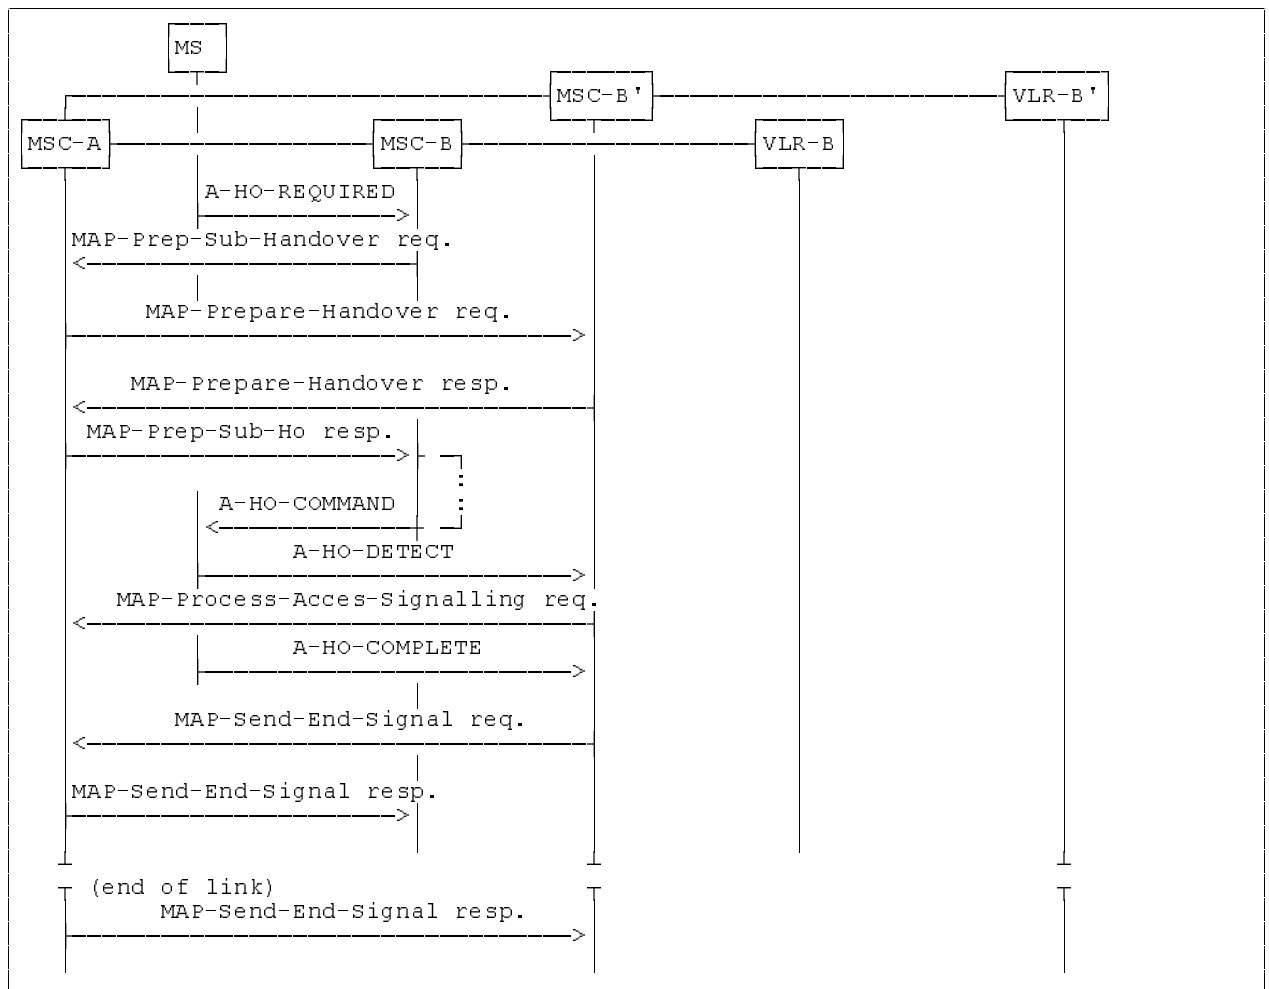 MS
MSC-B' VLR-B'
MSC-A MSC-B VLR-B
A-HO-REQUIRED
MAP-Prep-Sub-Handover req.
MAP-Prepare-Handover req.
MAP-Prepare-Handover resp.
MAP-Prep-Sub-Ho resp.
A-HO-COMMAND
A-HO-DETECT
MAP-Process-Acces-Signalling req.
A-HO-COMPLETE
MAP-Send-End-Signal req.
MAP-Send-End-Signal resp.
(end of link)
MAP-Send-End-Signal resp.